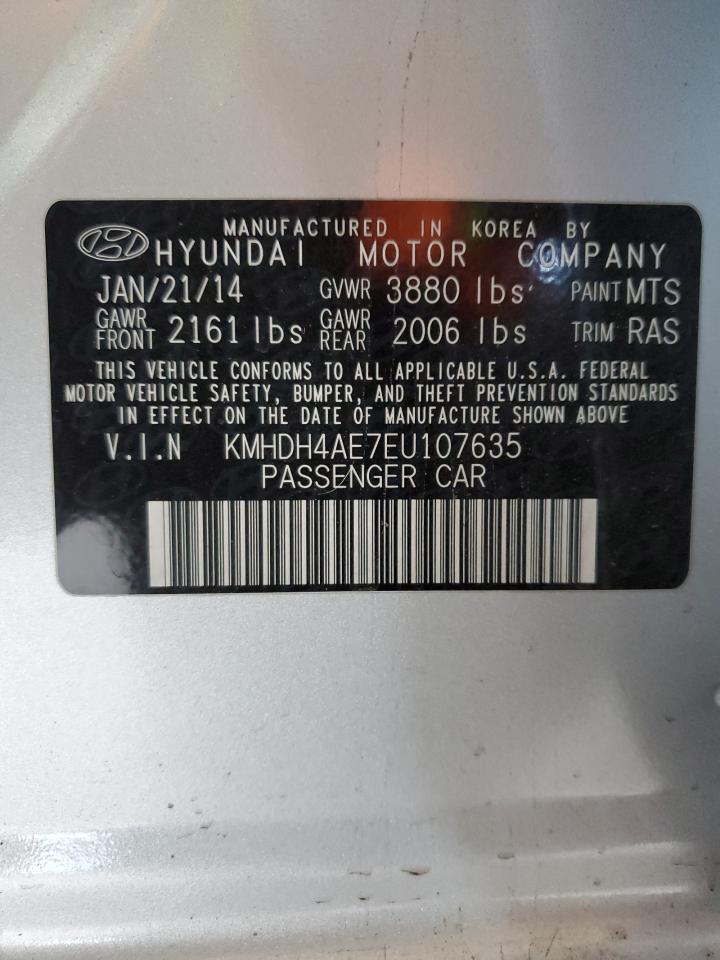 MANUFACTURED IN KOREA BY
HYUNDAI MOTOR COMPANY
JAN/21/14 GVWR 3880 lbs PAINT MTS
GAWR FRONT 2161 lbs GAWR REAR 2006 lbs TRIM RAS
THIS VEHICLE CONFORMS TO ALL APPLICABLE U.S.A. FEDERAL
MOTOR VEHICLE SAFETY, BUMPER, AND THEFT PREVENTION STANDARDS
IN EFFECT ON THE DATE OF MANUFACTURE SHOWN ABOVE
V.I.N KMHDH4AE7EU107635
PASSENGER CAR